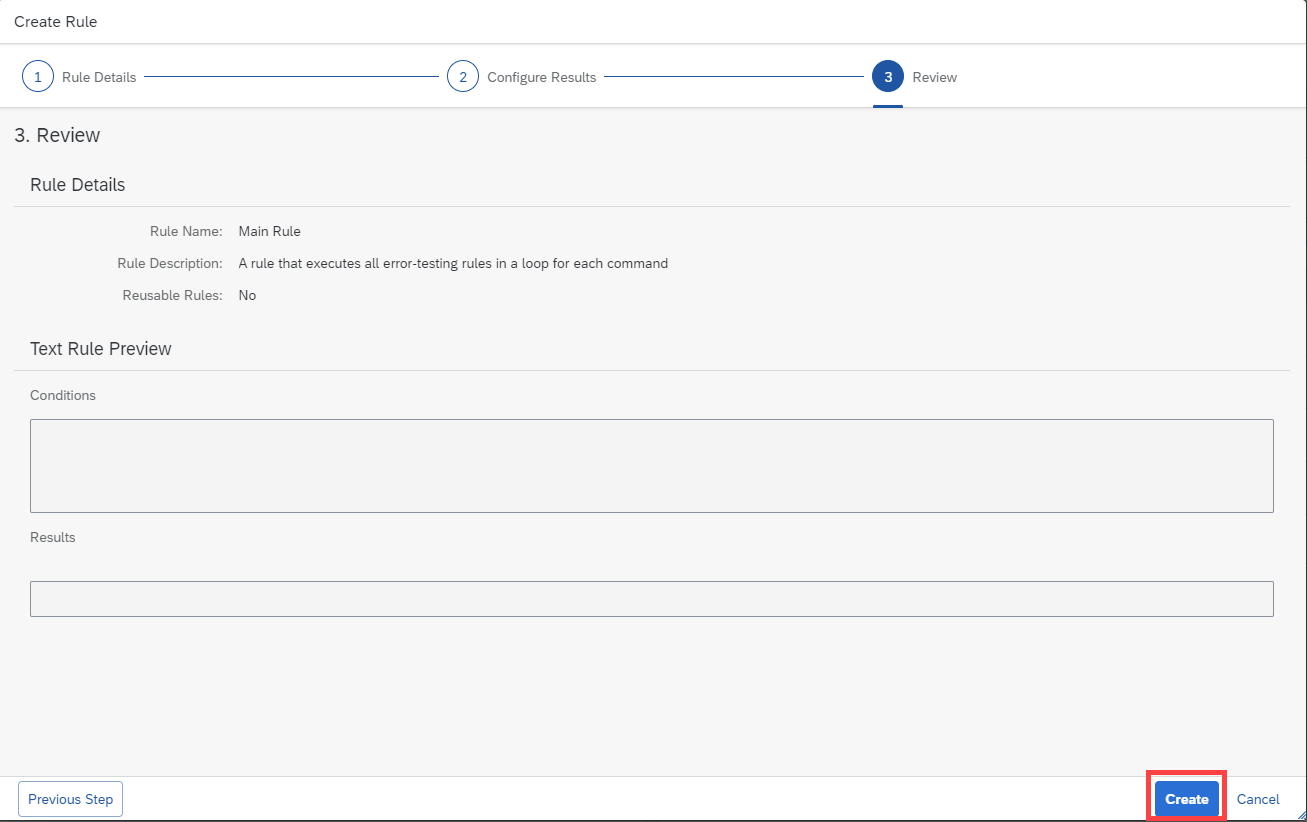 Create Rule
1 Rule Details 2 Configure Results 3 Review
3. Review
Rule Details
Rule Name: Main Rule
Rule Description: A rule that executes all error-testing rules in a loop for each command
Reusable Rules: No
Text Rule Preview
Conditions
Results
Previous Step Create Cancel